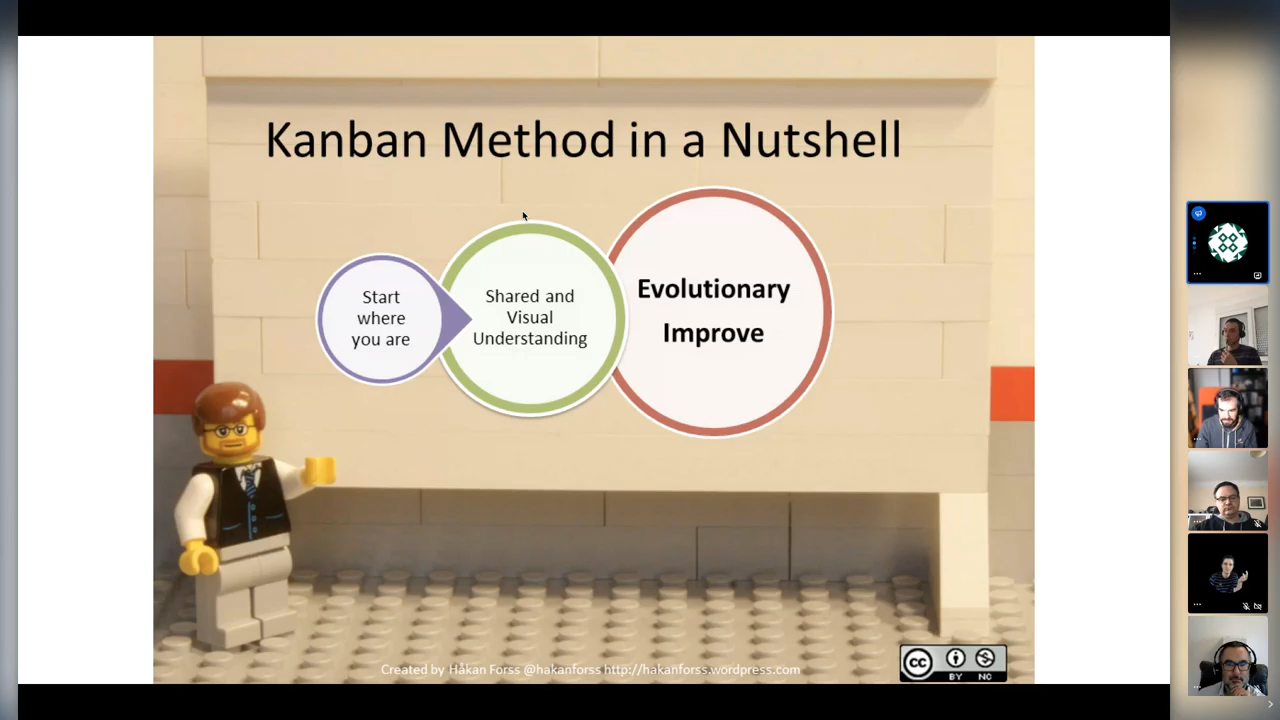 Kanban Method in a Nutshell
Start
where
you are
Shared and
Visual
Understanding
Evolutionary
Improve
Created by Håkan Forss @hakanforss http://hakanforss.wordpress.com
cc
BY NC